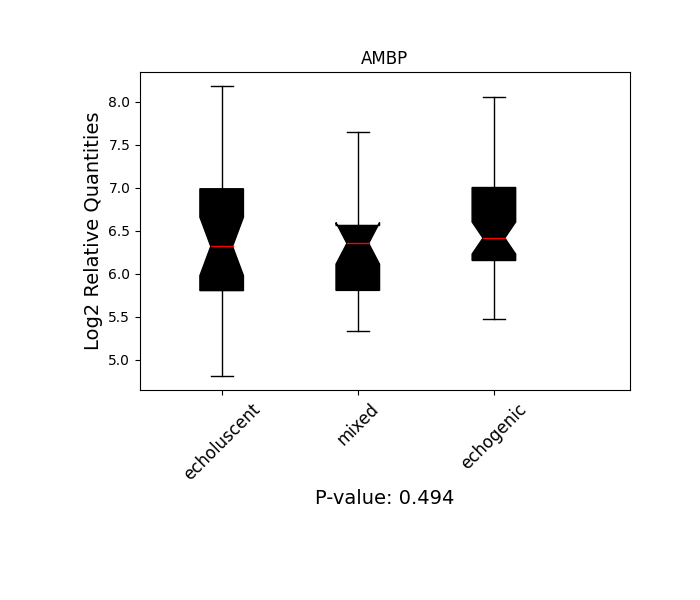 AMBP
Log2 Relative Quantities
8.0
7.5
7.0
6.5
6.0
5.5
5.0
echoluscent
mixed
echogenic
P-value: 0.494